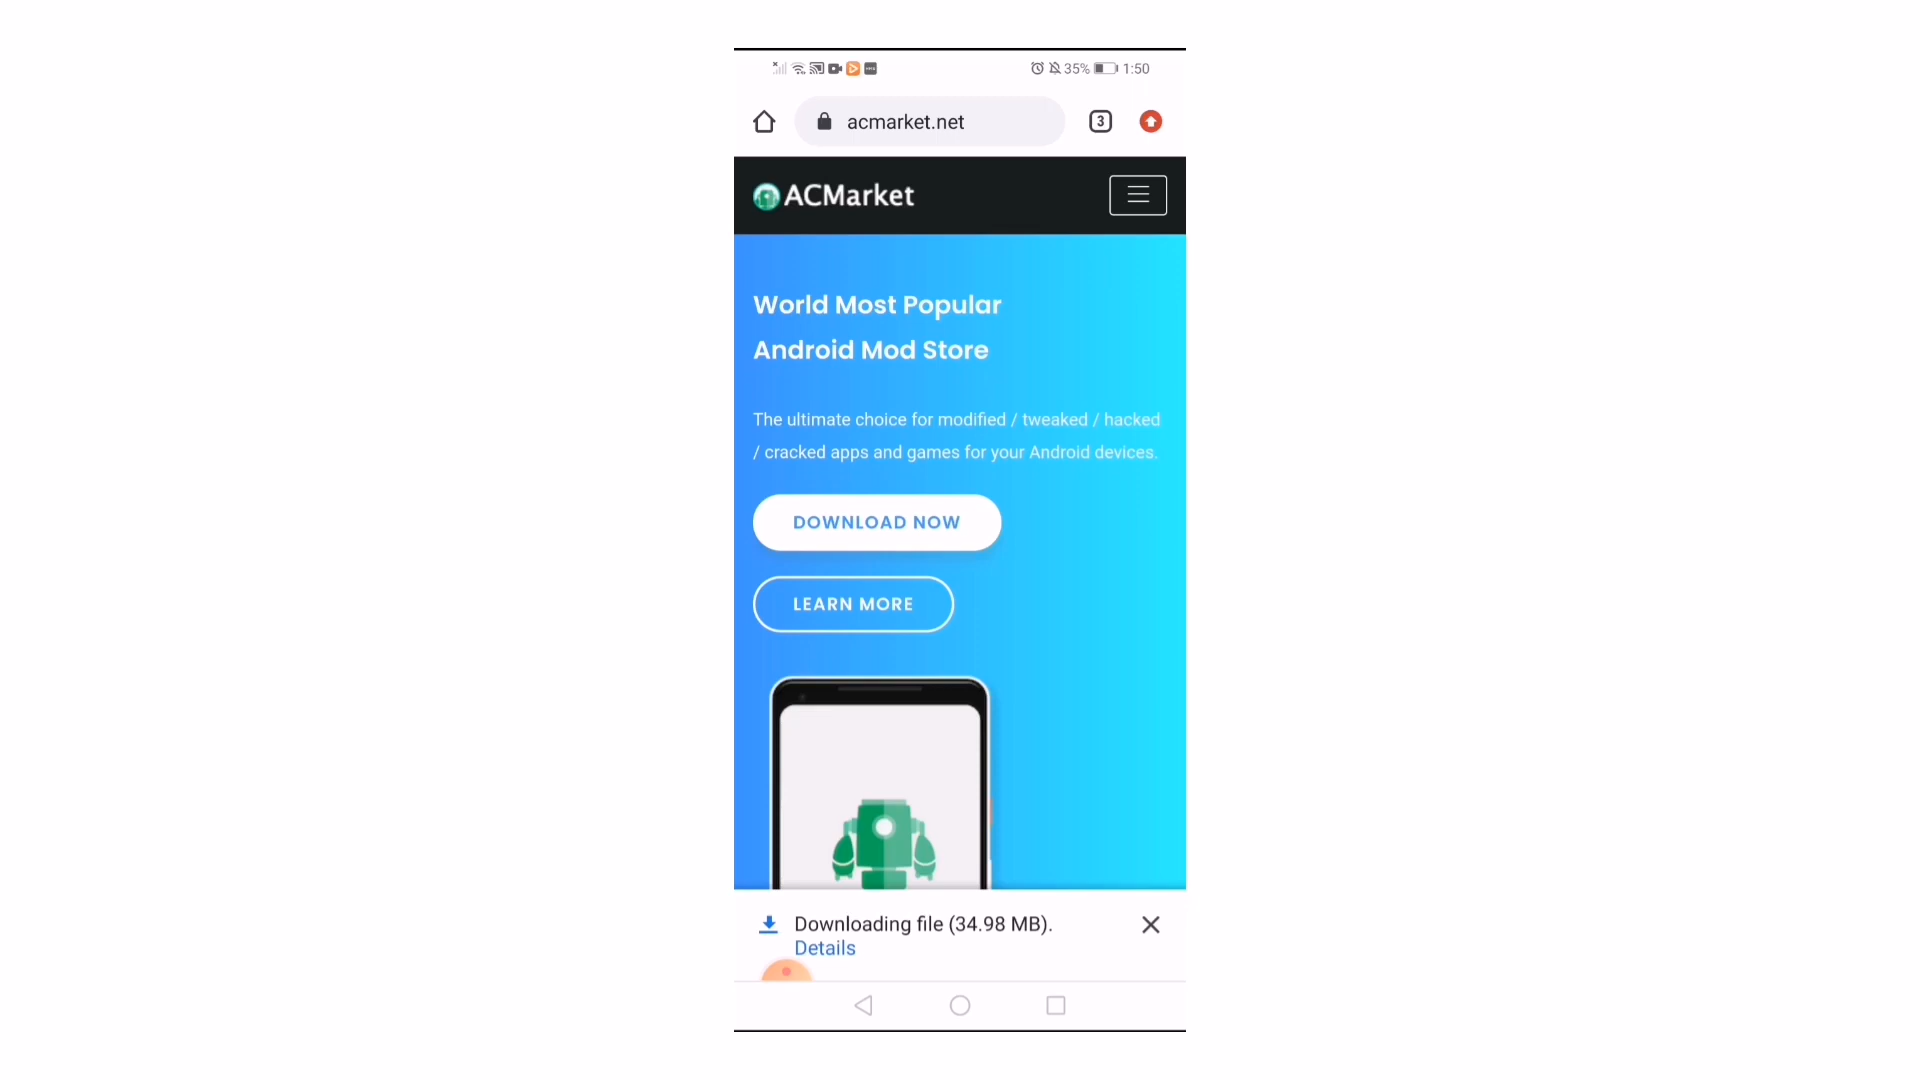 35% 1:50
acmarket.net 3
ACMarket
World Most Popular
Android Mod Store
The ultimate choice for modified / tweaked / hacked
/ cracked apps and games for your Android devices.
DOWNLOAD NOW
LEARN MORE
Downloading file (34.98 MB).
Details